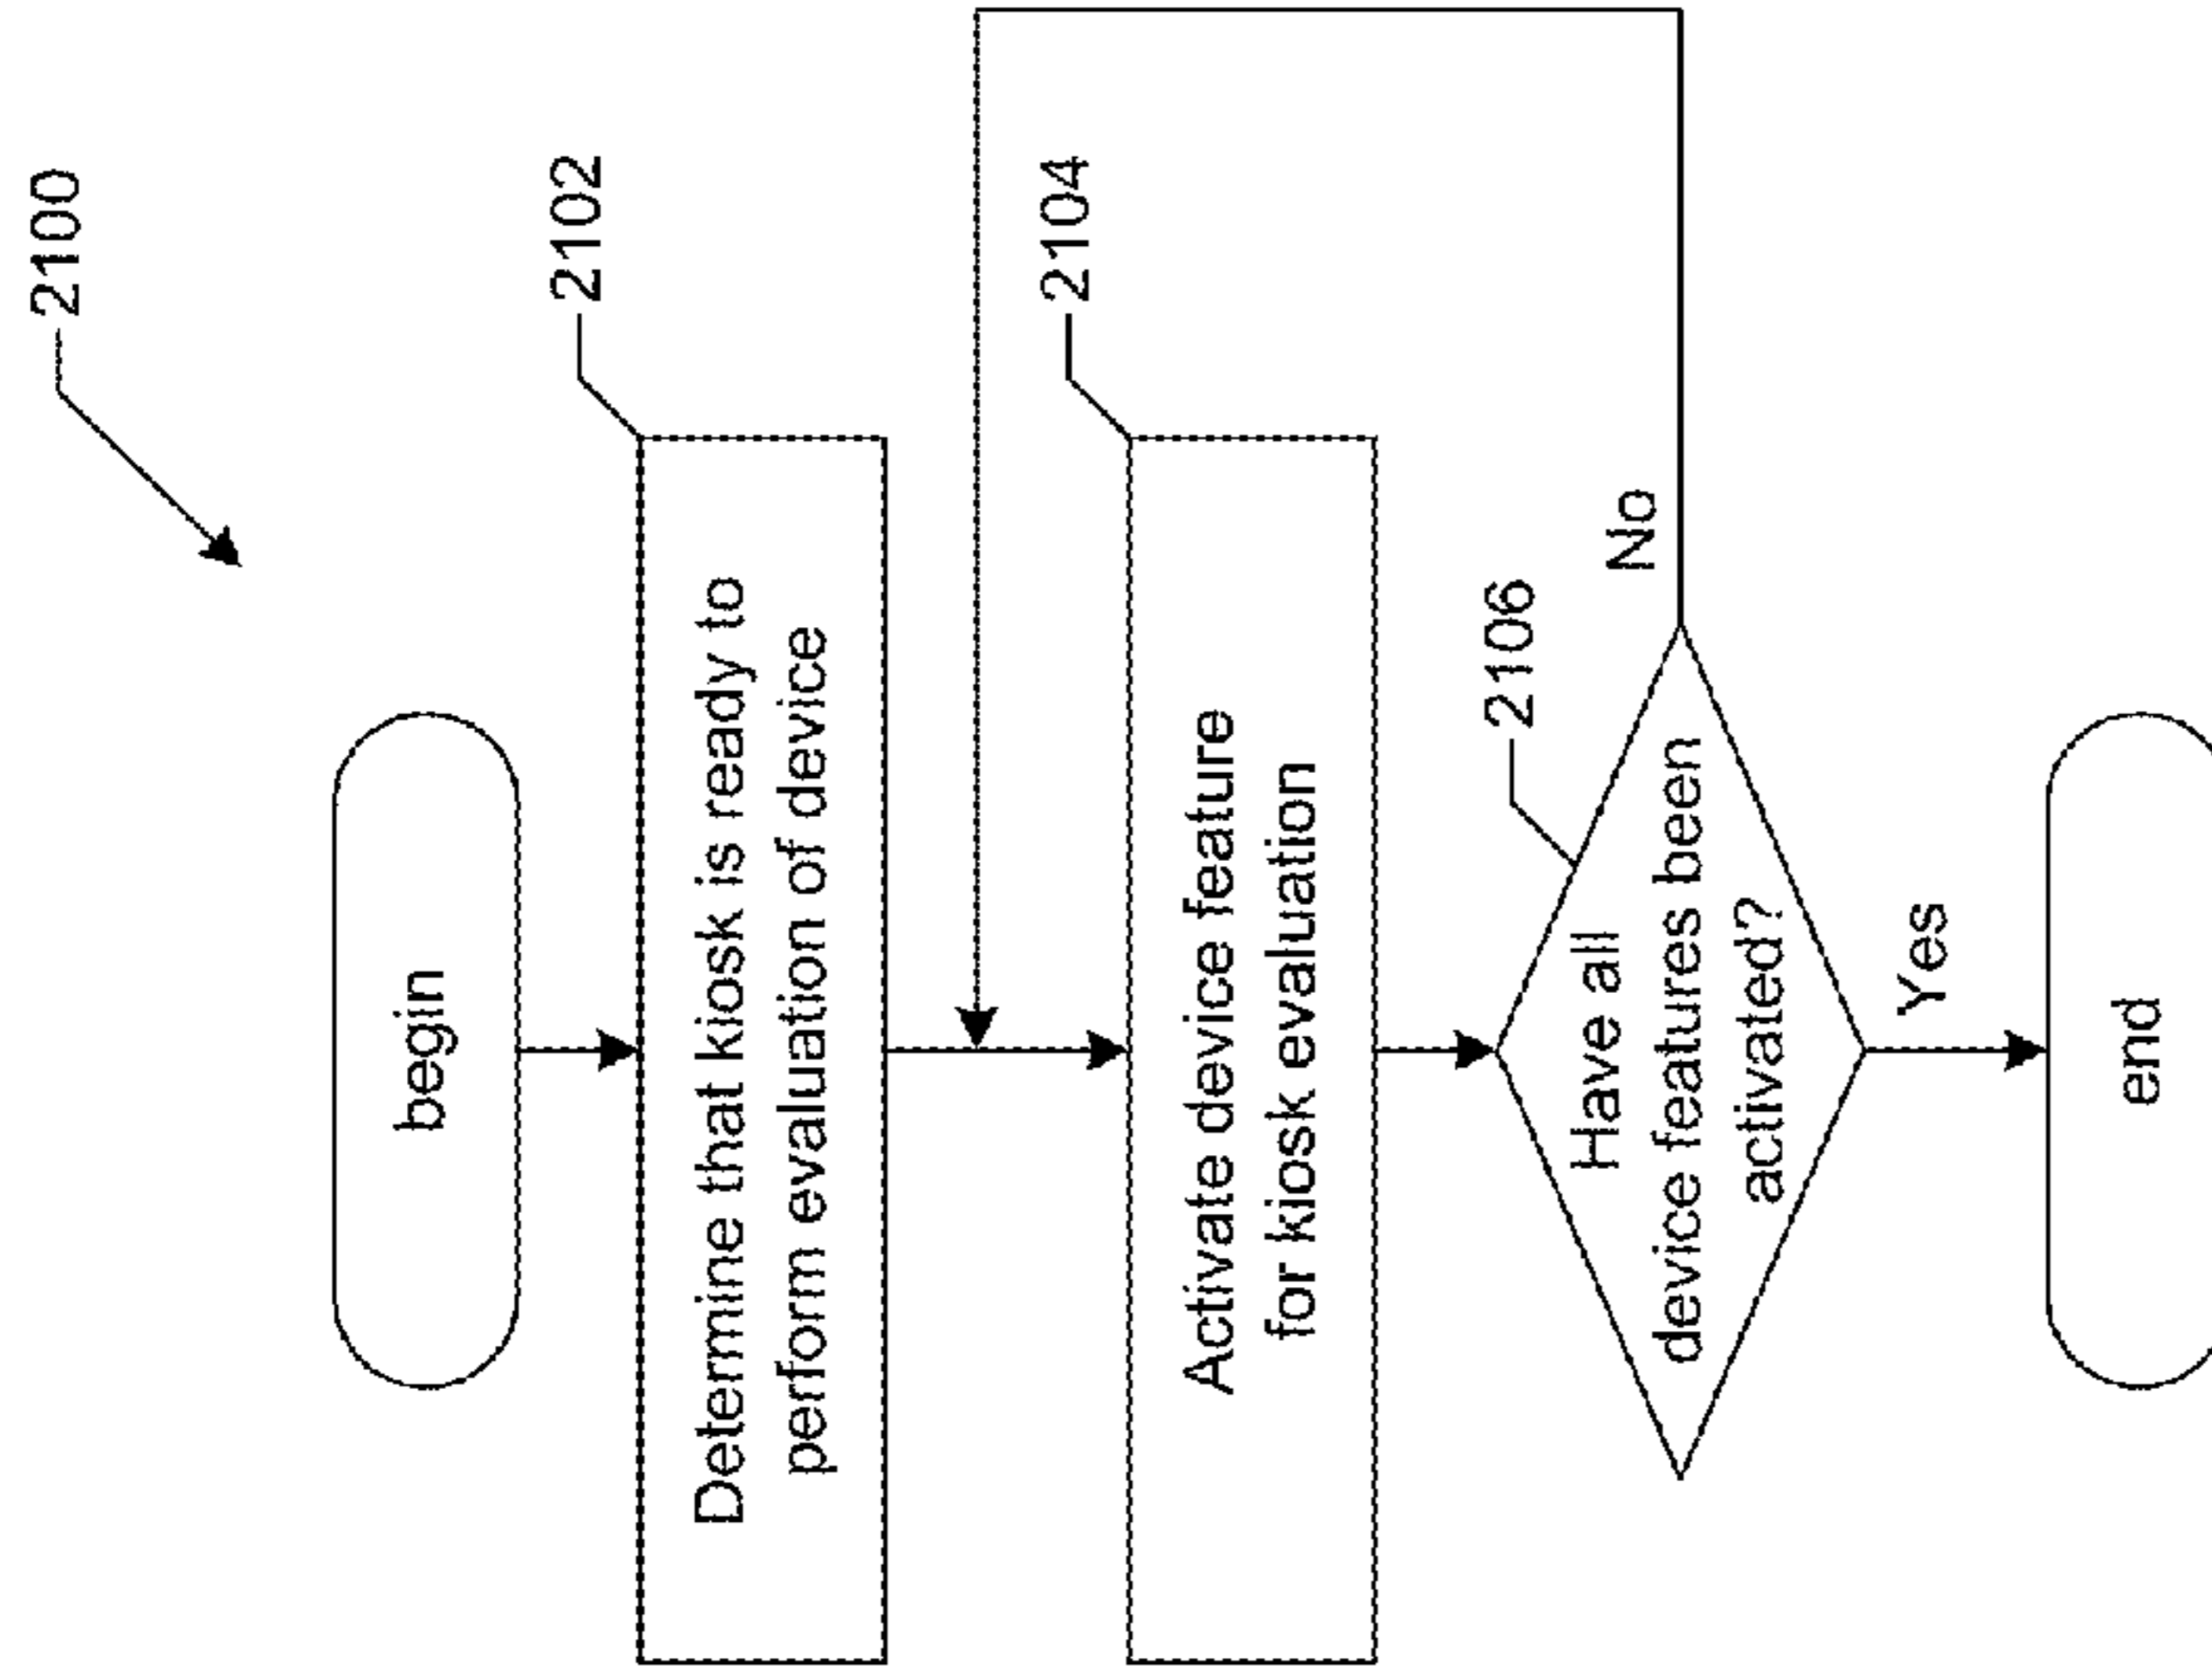 2100
begin
2102
Determine that kiosk is ready to
perform evaluation of device
2104
Activate device feature
for kiosk evaluation
2106
Have all
device features been
activated?
No
Yes
end